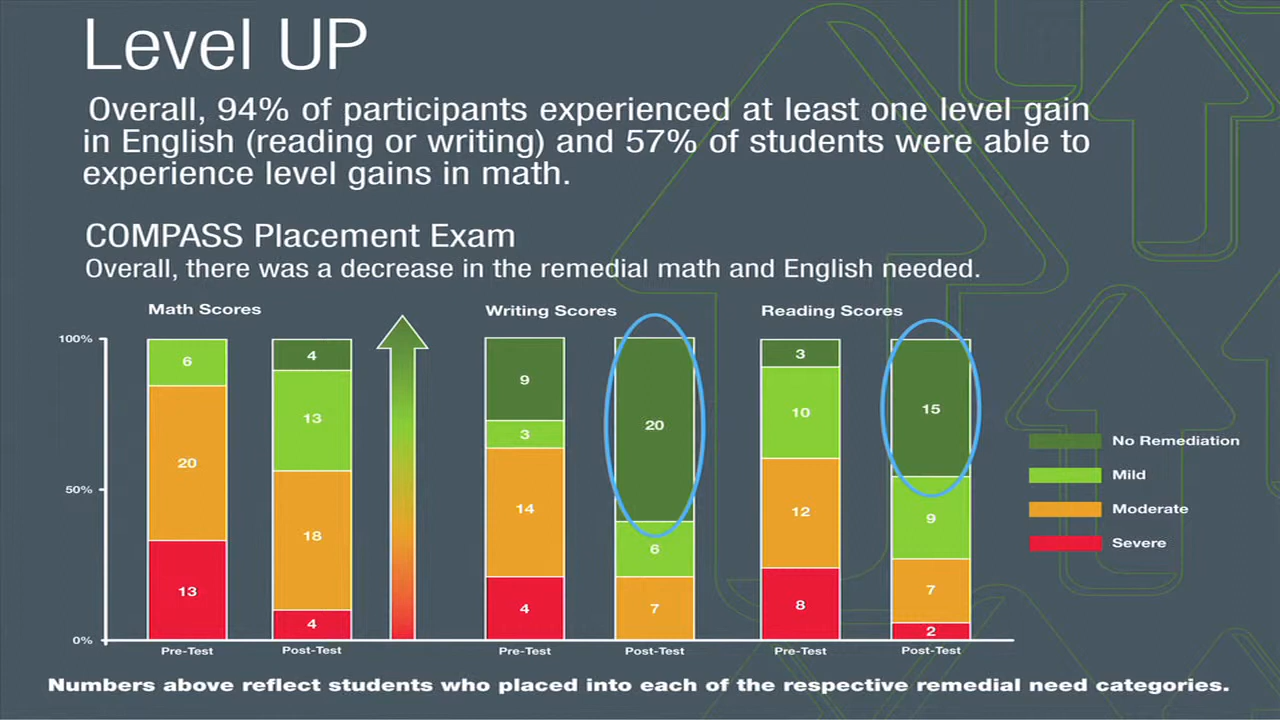 Level UP
Overall, 94% of participants experienced at least one level gain
in English (reading or writing) and 57% of students were able to
experience level gains in math.
COMPASS Placement Exam
Overall, there was a decrease in the remedial math and English needed.
Math Scores
100%
50%
0%
6
20
13
Pre-Test
4
13
18
4
Post-Test
Writing Scores
9
3
14
4
Pre-Test
20
6
7
Post-Test
Reading Scores
3
10
12
8
Pre-Test
15
9
7
2
Post-Test
No Remediation
Mild
Moderate
Severe
Numbers above reflect students who placed into each of the respective remedial need categories.